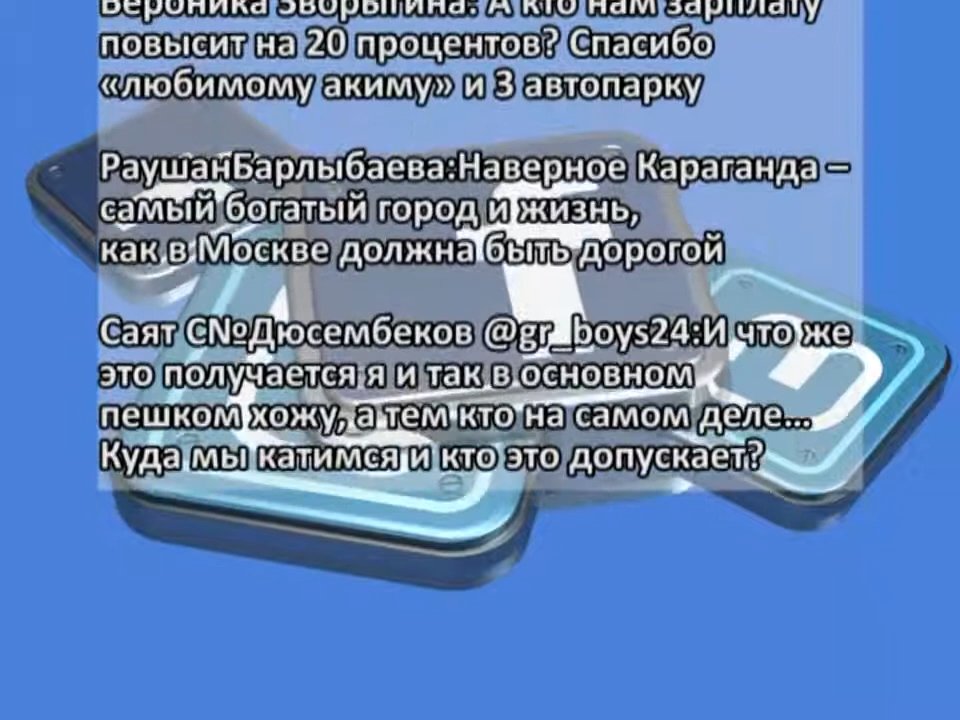 Вероника Зворыгина: А кто нам зарплату
повысит на 20 процентов? Спасибо
«любимому акиму» и 3 автопарку
РаушанБарлыбаева:Наверное Караганда –
самый богатый город и жизнь,
как в Москве должна быть дорогой
Саят С№Дюсембеков @gr_boys24:И что же
это получается я и так в основном
пешком хожу, а тем кто на самом деле...
Куда мы катимся и кто это допускает?